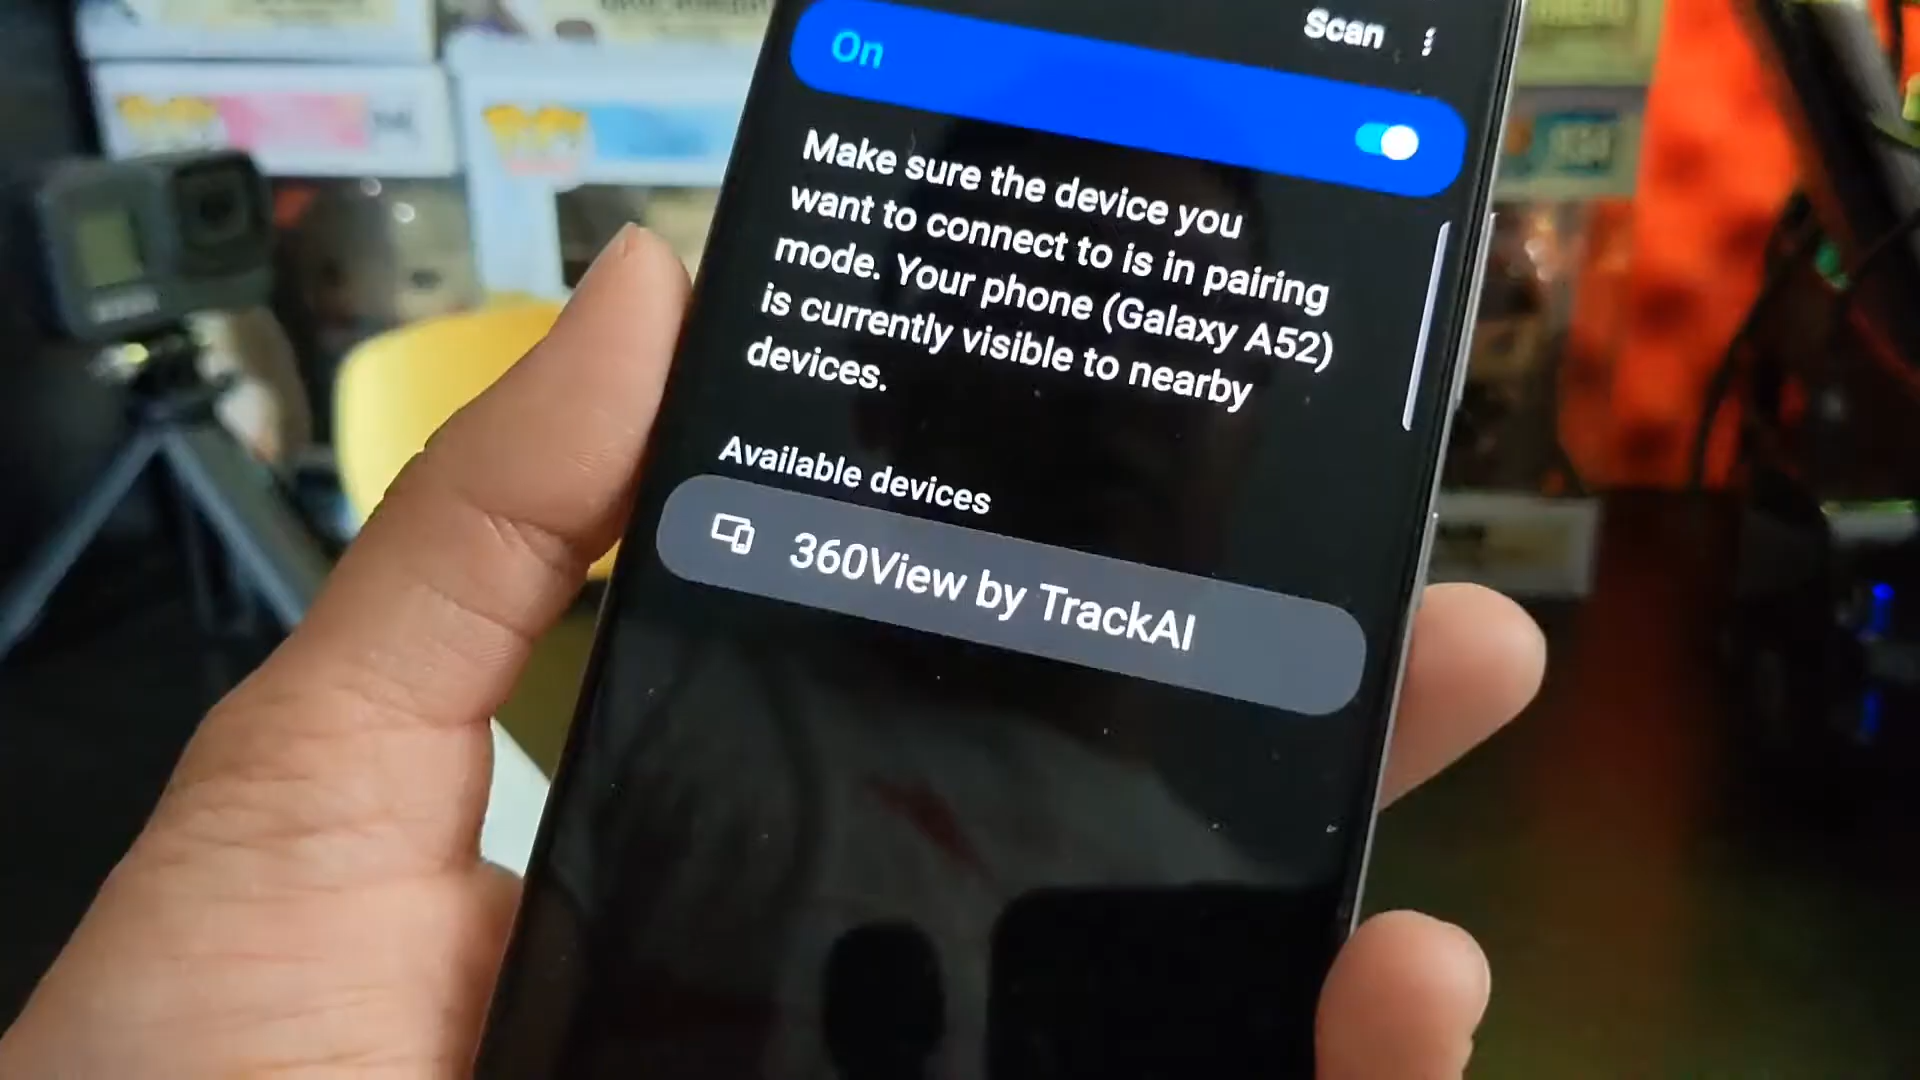 Scan
On
Make sure the device you
want to connect to is in pairing
mode. Your phone (Galaxy A52)
is currently visible to nearby
devices.
Available devices
360View by TrackAI